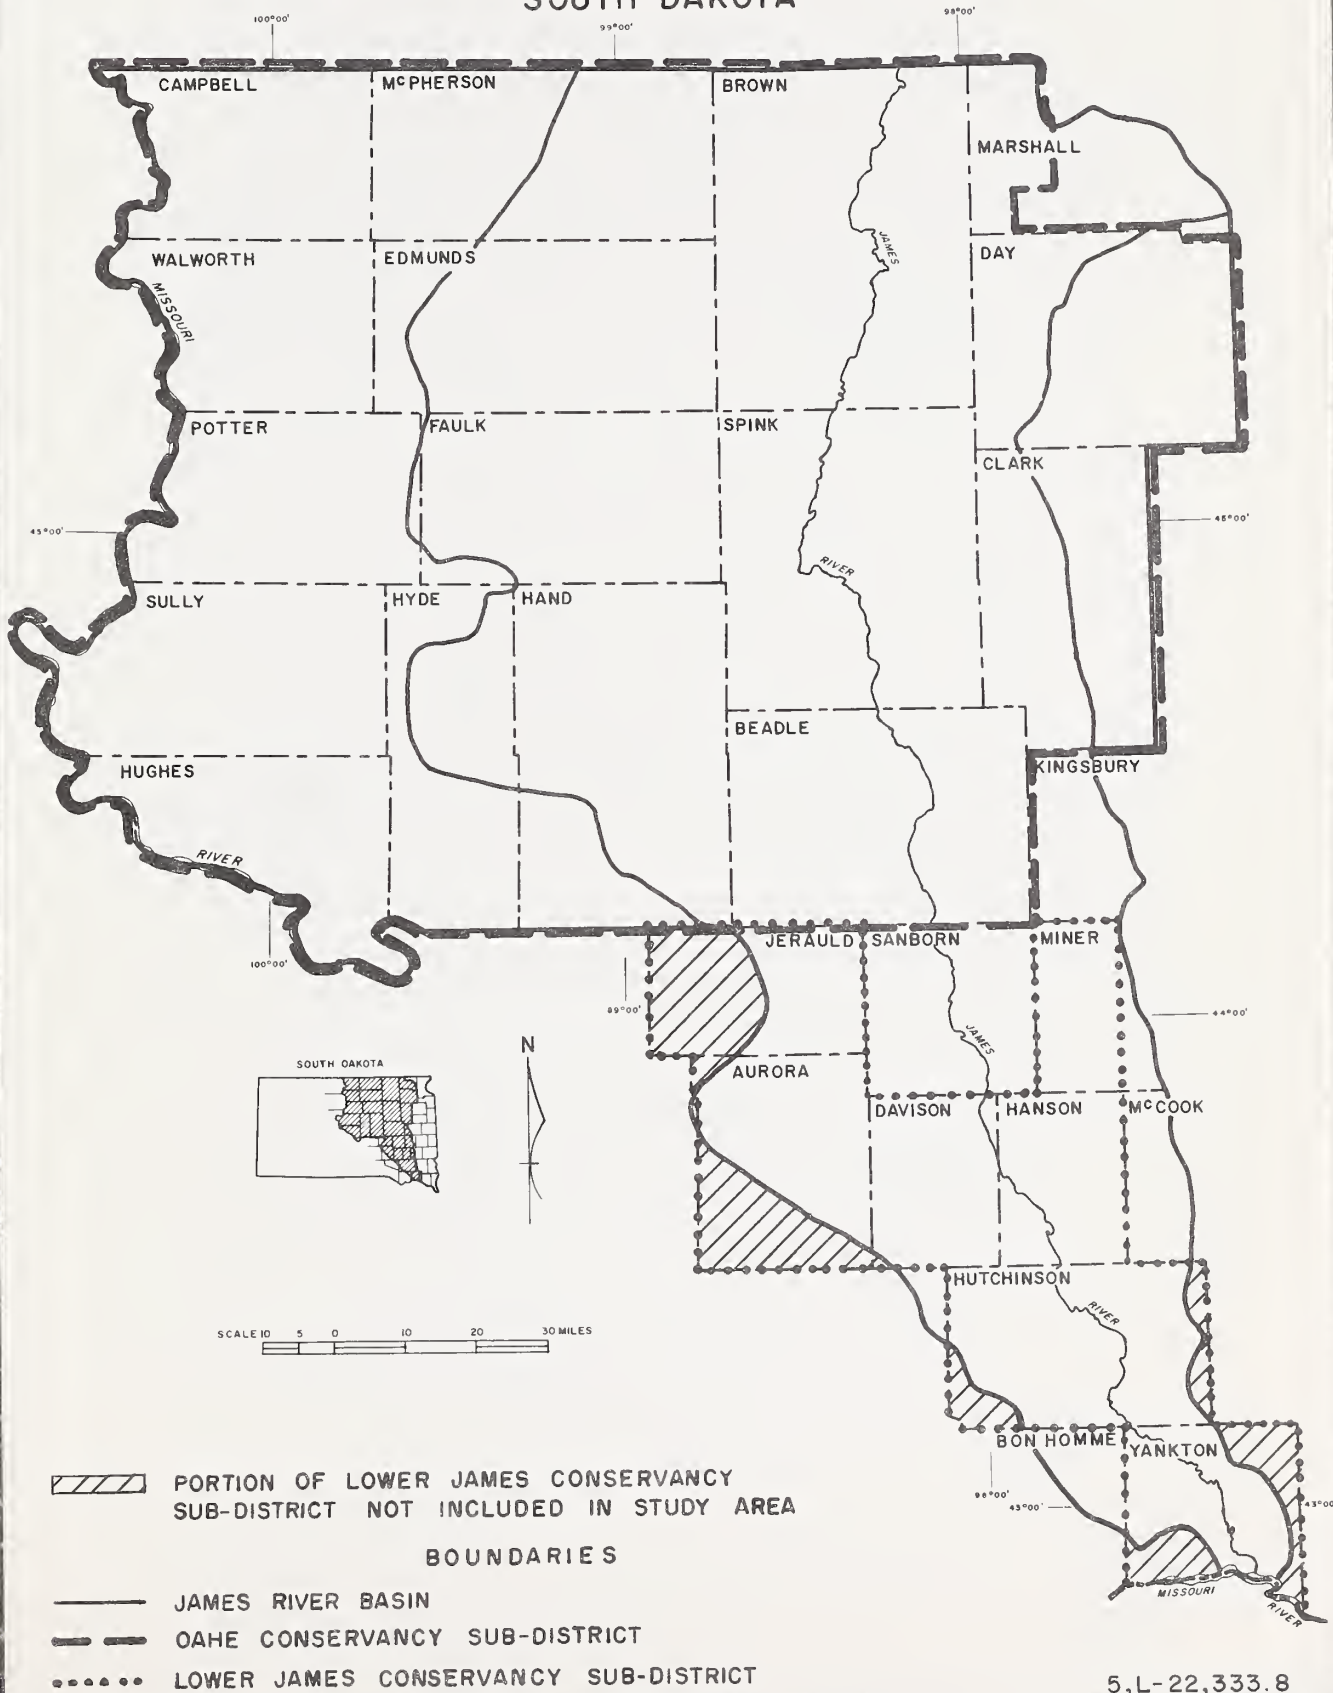 SOUTH DAKOTA
100°00'
99°00'
98°00'
CAMPBELL
McPHERSON
BROWN
MARSHALL
JAMES
WALWORTH
EDMUNDS
DAY
MISSOURI
POTTER
FAULK
SPINK
CLARK
45°00'
45°00'
RIVER
SULLY
HYDE
HAND
BEADLE
HUGHES
KINGSBURY
RIVER
JERAULD
SANBORN
MINER
100°00'
99°00'
44°00'
JAMES
N
SOUTH DAKOTA
AURORA
DAVISON
HANSON
McCOOK
HUTCHINSON
RIVER
SCALE 10 5 0 10 20 30 MILES
BON HOMME
YANKTON
98°00'
43°00'
43°00'
MISSOURI
RIVER
PORTION OF LOWER JAMES CONSERVANCY
SUB-DISTRICT NOT INCLUDED IN STUDY AREA
BOUNDARIES
JAMES RIVER BASIN
OAHE CONSERVANCY SUB-DISTRICT
LOWER JAMES CONSERVANCY SUB-DISTRICT
5,L-22,333.8